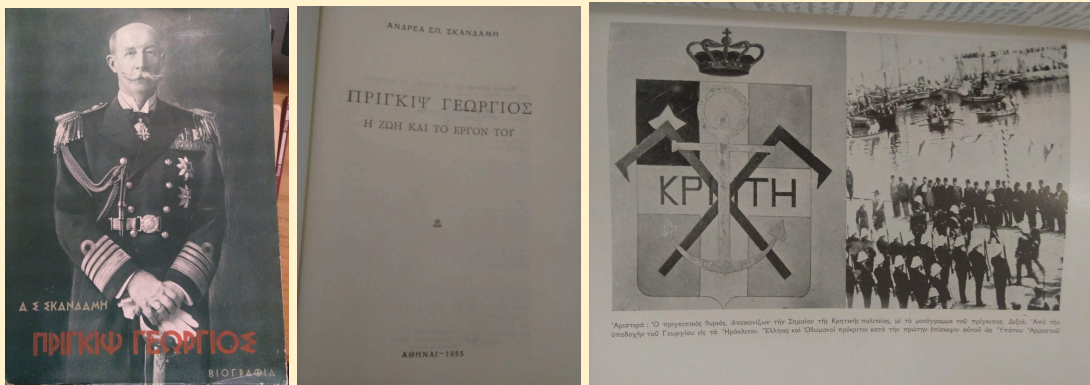 Α. Σ ΣΚΑΝΔΑΜΗ
ΠΡΙΓΚΙΨ ΓΕΩΡΓΙΟΣ
ΒΙΟΓΡΑΦΙΑ
ΑΝΔΡΕΑ ΣΠ. ΣΚΑΝΔΑΜΗ
ΠΡΙΓΚΙΨ ΓΕΩΡΓΙΟΣ
Η ΖΩΗ ΚΑΙ ΤΟ ΕΡΓΟΝ ΤΟΥ
ΑΘΗΝΑΙ-1955
ΚΡΗΤΗ
Ἀριστερά: Ὁ πριγκιπικὸς θυρεός, ἀπεικονίζων τὴν Σημαίαν τῆς Κρητικῆς πολιτείας, μὲ τὸ μονόγραμμα τοῦ πρίγκιπος. Δεξιά: Ἀπὸ τὴν
ὑποδοχὴν τοῦ Γεωργίου εἰς τὸ Ἡράκλειον. Ἕλληνες καὶ Ὀθωμανοὶ πρόκριτοι κατὰ τὴν πρώτην ἐπίσκεψιν αὐτοῦ ὡς Ὑπάτου Ἁρμοστοῦ